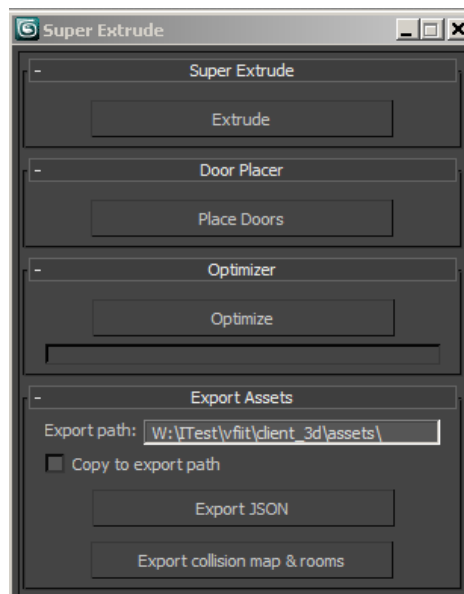 Super Extrude
- Super Extrude
Extrude
- Door Placer
Place Doors
- Optimizer
Optimize
- Export Assets
Export path: W:\ITest\vfiit\client_3d\assets\
Copy to export path
Export JSON
Export collision map & rooms